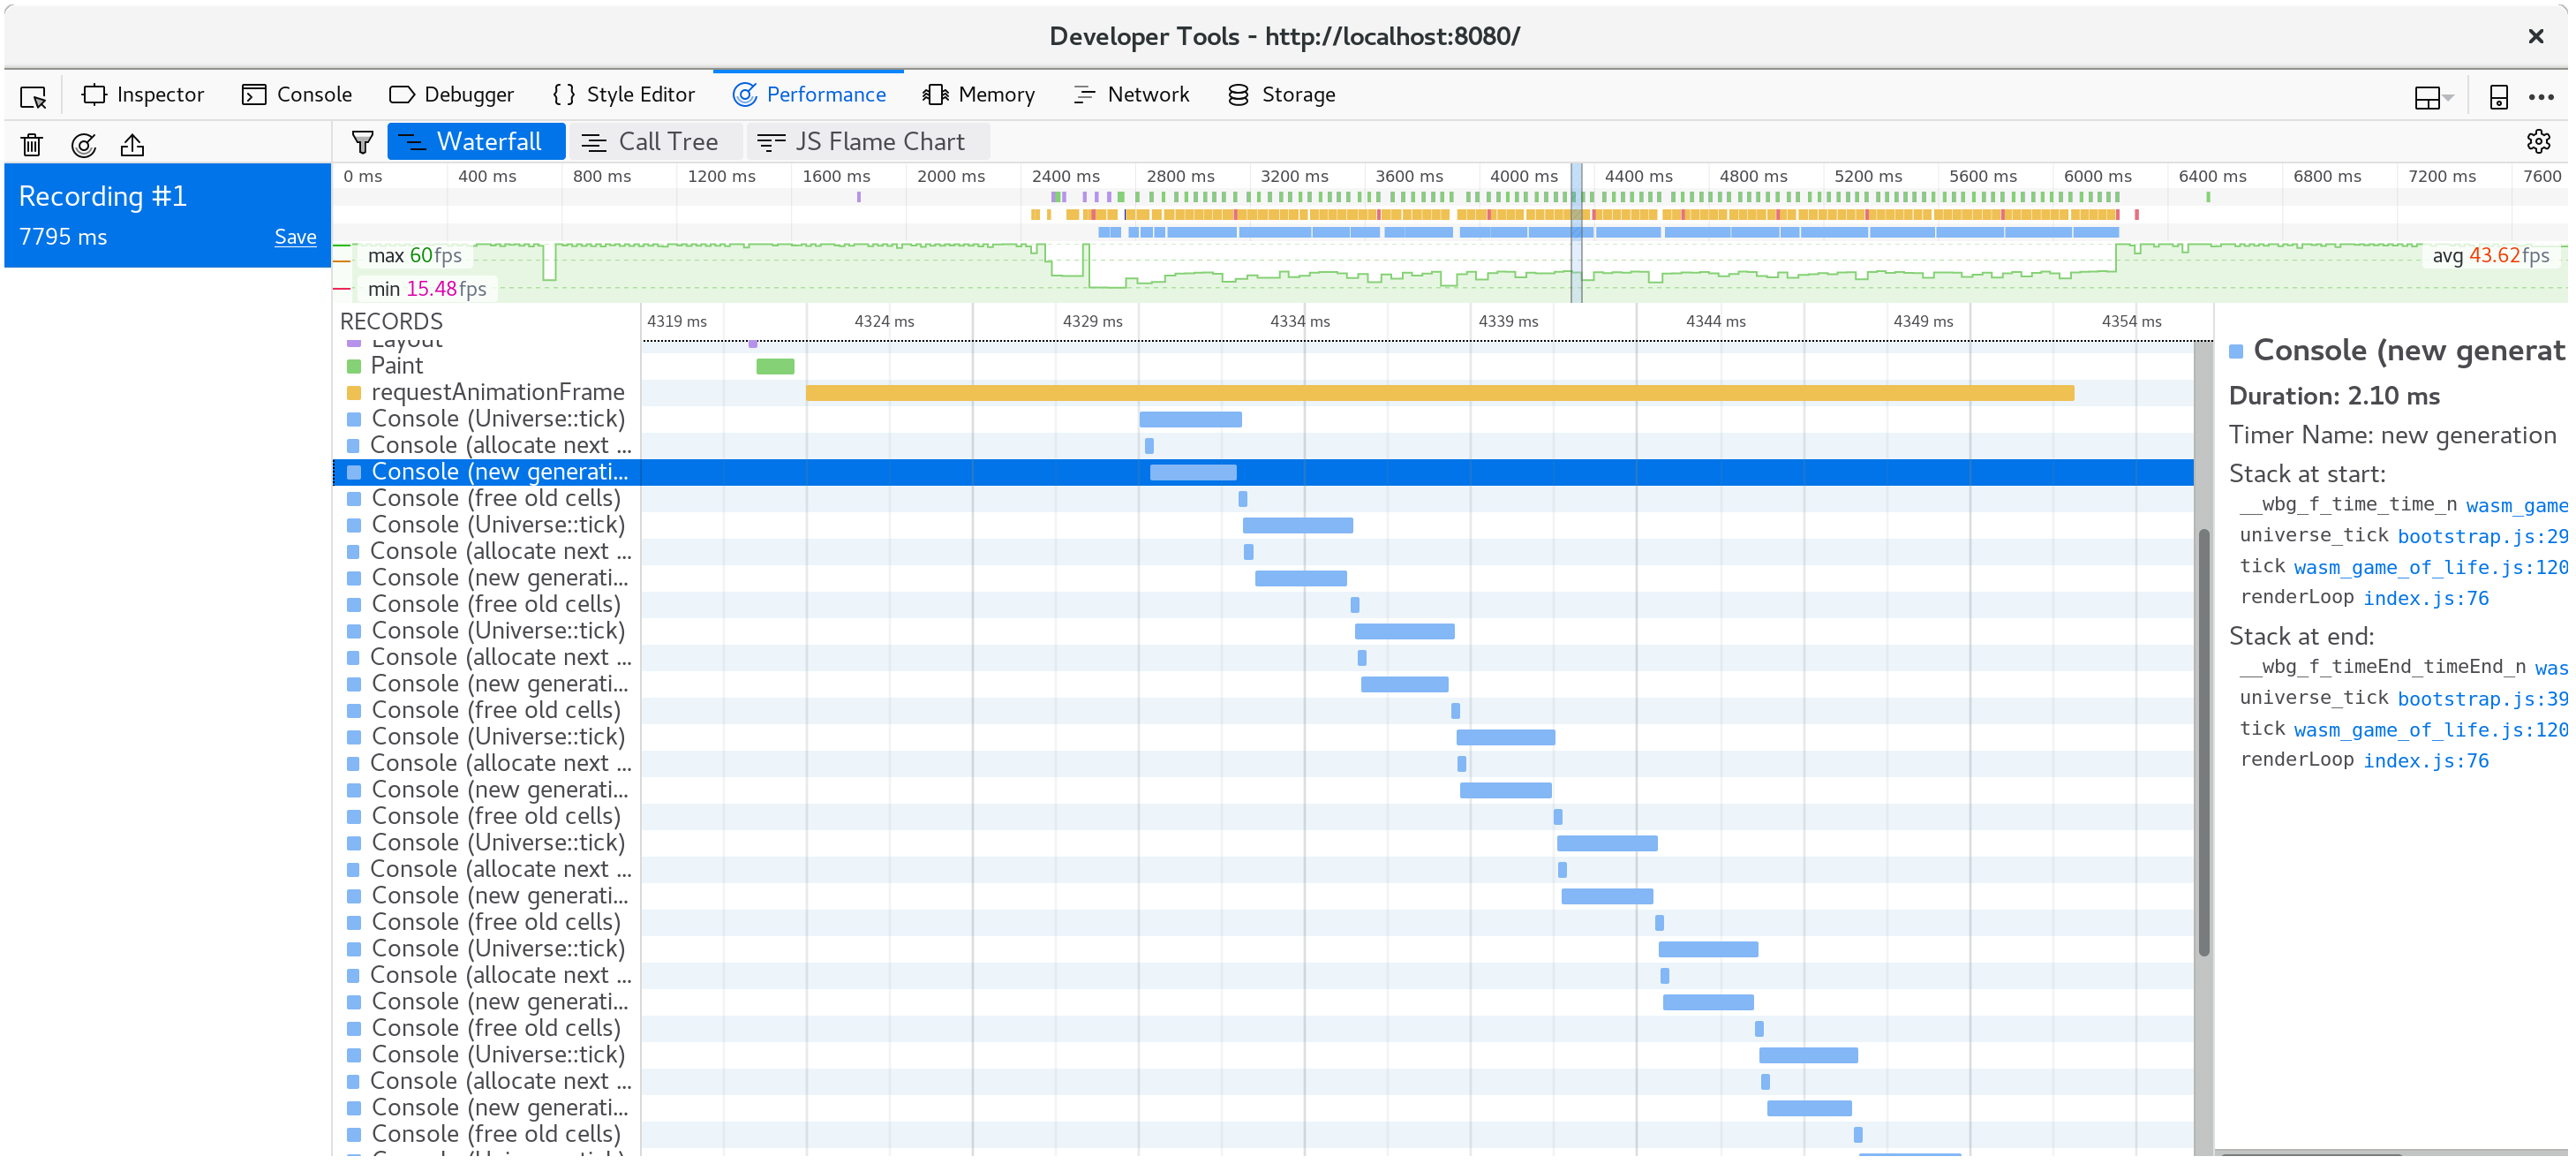 Developer Tools - http://localhost:8080/
Inspector Console Debugger Style Editor Performance Memory Network Storage
Waterfall Call Tree JS Flame Chart
Recording #1
7795 ms Save
0 ms 400 ms 800 ms 1200 ms 1600 ms 2000 ms 2400 ms 2800 ms 3200 ms 3600 ms 4000 ms 4400 ms 4800 ms 5200 ms 5600 ms 6000 ms 6400 ms 6800 ms 7200 ms 7600
max 60fps avg 43.62fps
min 15.48fps
RECORDS 4319 ms 4324 ms 4329 ms 4334 ms 4339 ms 4344 ms 4349 ms 4354 ms
Layout
Paint
requestAnimationFrame
Console (Universe::tick)
Console (allocate next ...
Console (new generati...
Console (free old cells)
Console (Universe::tick)
Console (allocate next ...
Console (new generati...
Console (free old cells)
Console (Universe::tick)
Console (allocate next ...
Console (new generati...
Console (free old cells)
Console (Universe::tick)
Console (allocate next ...
Console (new generati...
Console (free old cells)
Console (Universe::tick)
Console (allocate next ...
Console (new generati...
Console (free old cells)
Console (Universe::tick)
Console (allocate next ...
Console (new generati...
Console (free old cells)
Console (Universe::tick)
Console (allocate next ...
Console (new generati...
Console (free old cells)
Console (new generat
Duration: 2.10 ms
Timer Name: new generation
Stack at start:
__wbg_f_time_time_n wasm_game
universe_tick bootstrap.js:29
tick wasm_game_of_life.js:120
renderLoop index.js:76
Stack at end:
__wbg_f_timeEnd_timeEnd_n was
universe_tick bootstrap.js:39
tick wasm_game_of_life.js:120
renderLoop index.js:76